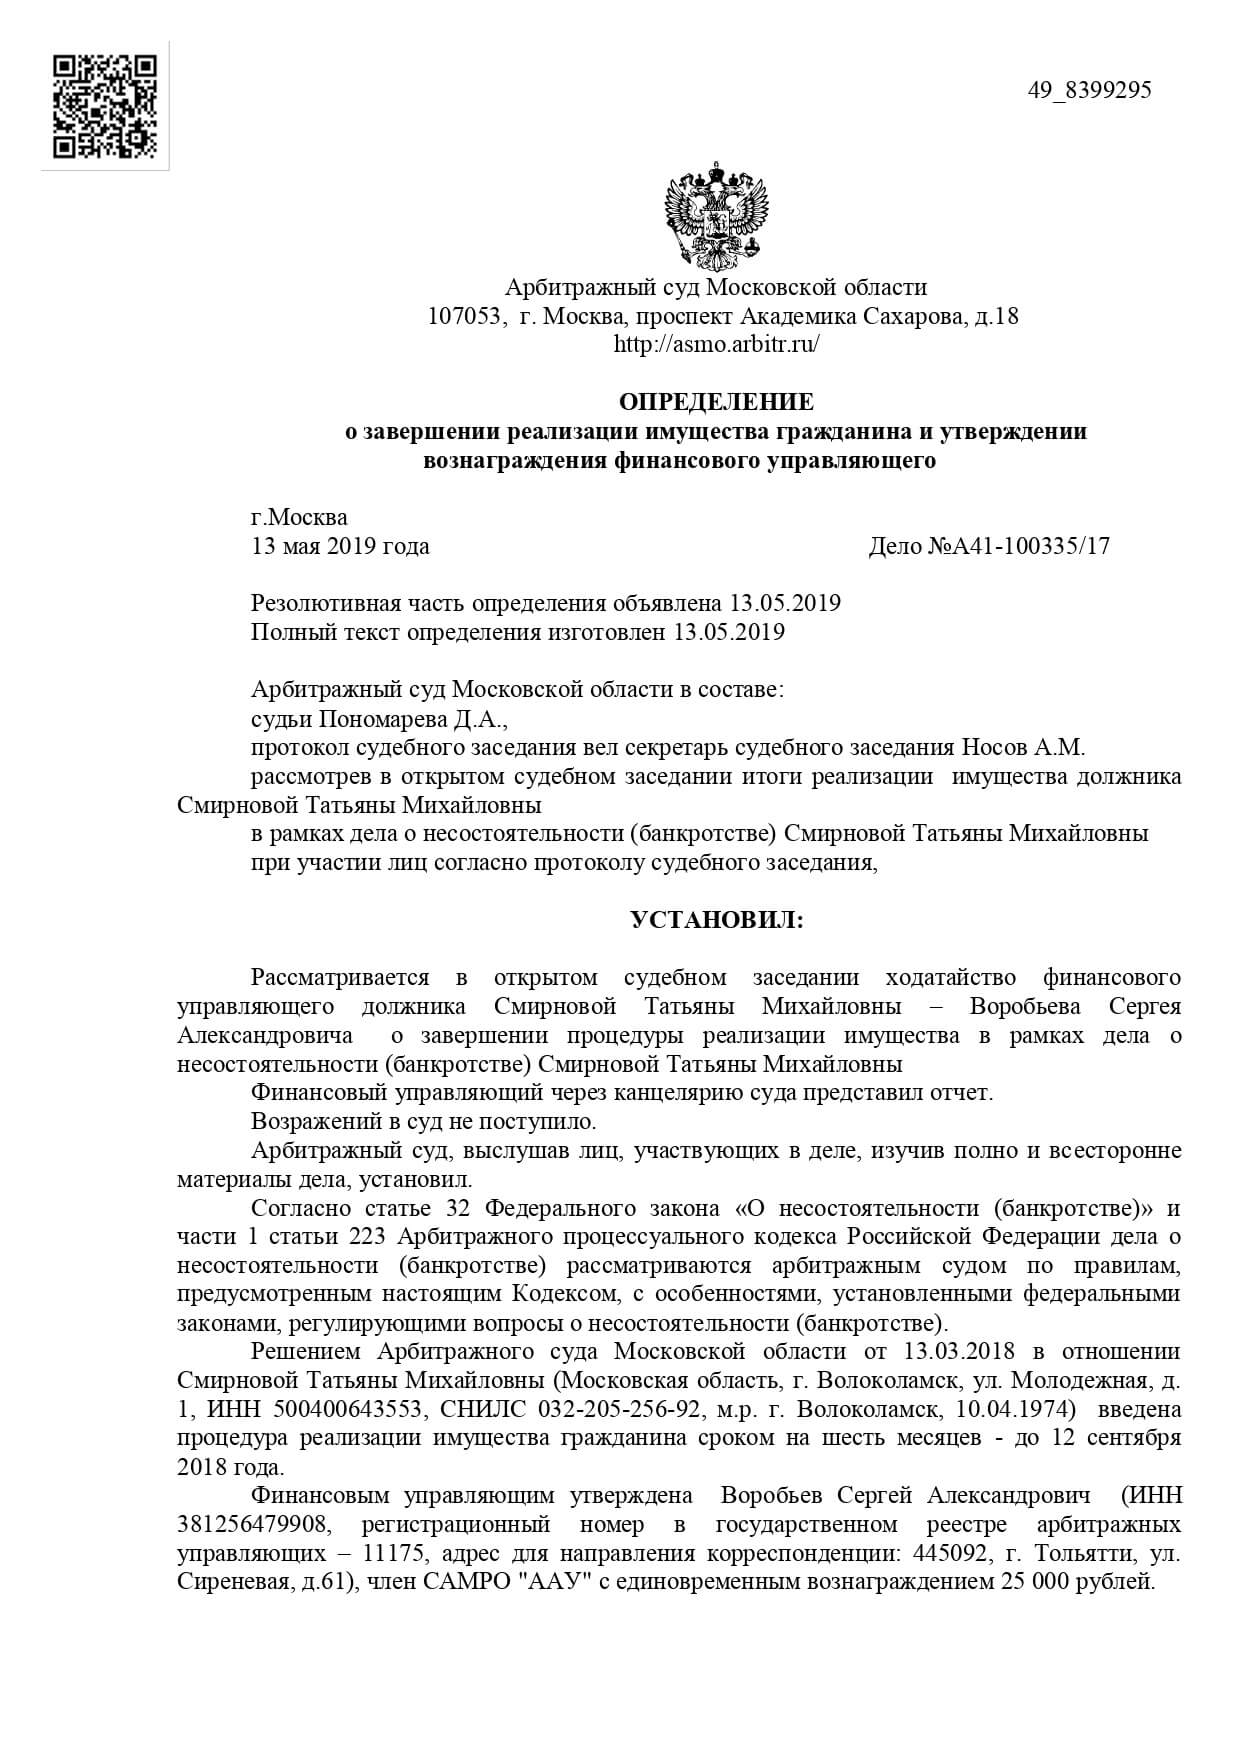 49_8399295
Арбитражный суд Московской области
107053, г. Москва, проспект Академика Сахарова, д.18
http://asmo.arbitr.ru/
ОПРЕДЕЛЕНИЕ
о завершении реализации имущества гражданина и утверждении
вознаграждения финансового управляющего
г.Москва
13 мая 2019 года Дело №А41-100335/17
Резолютивная часть определения объявлена 13.05.2019
Полный текст определения изготовлен 13.05.2019
Арбитражный суд Московской области в составе:
судьи Пономарева Д.А.,
протокол судебного заседания вел секретарь судебного заседания Носов А.М.
рассмотрев в открытом судебном заседании итоги реализации имущества должника
Смирновой Татьяны Михайловны
в рамках дела о несостоятельности (банкротстве) Смирновой Татьяны Михайловны
при участии лиц согласно протоколу судебного заседания,
УСТАНОВИЛ:
Рассматривается в открытом судебном заседании ходатайство финансового
управляющего должника Смирновой Татьяны Михайловны – Воробьева Сергея
Александровича о завершении процедуры реализации имущества в рамках дела о
несостоятельности (банкротстве) Смирновой Татьяны Михайловны
Финансовый управляющий через канцелярию суда представил отчет.
Возражений в суд не поступило.
Арбитражный суд, выслушав лиц, участвующих в деле, изучив полно и всесторонне
материалы дела, установил.
Согласно статье 32 Федерального закона «О несостоятельности (банкротстве)» и
части 1 статьи 223 Арбитражного процессуального кодекса Российской Федерации дела о
несостоятельности (банкротстве) рассматриваются арбитражным судом по правилам,
предусмотренным настоящим Кодексом, с особенностями, установленными федеральными
законами, регулирующими вопросы о несостоятельности (банкротстве).
Решением Арбитражного суда Московской области от 13.03.2018 в отношении
Смирновой Татьяны Михайловны (Московская область, г. Волоколамск, ул. Молодежная, д.
1, ИНН 500400643553, СНИЛС 032-205-256-92, м.р. г. Волоколамск, 10.04.1974) введена
процедура реализации имущества гражданина сроком на шесть месяцев - до 12 сентября
2018 года.
Финансовым управляющим утверждена Воробьев Сергей Александрович (ИНН
381256479908, регистрационный номер в государственном реестре арбитражных
управляющих – 11175, адрес для направления корреспонденции: 445092, г. Тольятти, ул.
Сиреневая, д.61), член САМРО "ААУ" с единовременным вознаграждением 25 000 рублей.